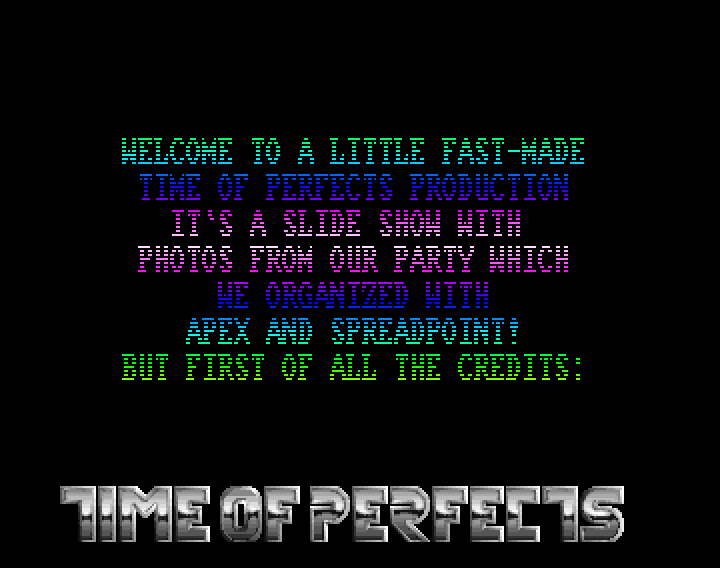 WELCOME TO A LITTLE FAST-MADE
TIME OF PERFECTS PRODUCTION
IT'S A SLIDE SHOW WITH
PHOTOS FROM OUR PARTY WHICH
WE ORGANIZED WITH
APEX AND SPREADPOINT!
BUT FIRST OF ALL THE CREDITS:
TIME OF PERFECTS